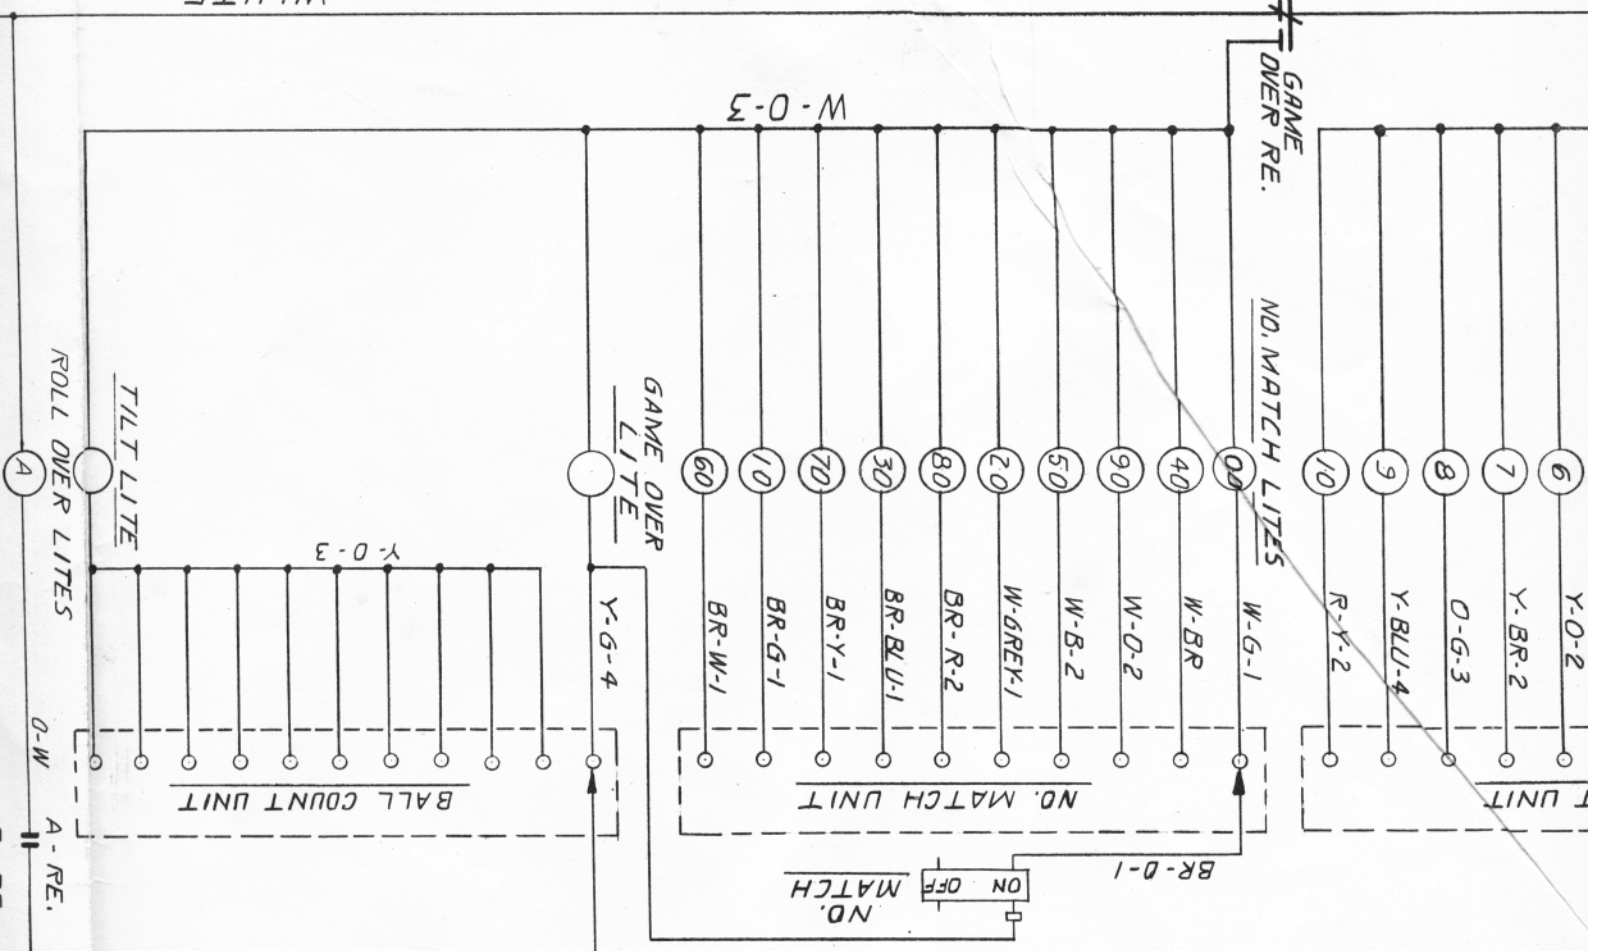 WHITE
W-O-3
GAME
OVER RE.
NO. MATCH LITES
ROLL OVER LITES
TILT LITE
GAME OVER
LITE
A
60
10
70
30
80
20
50
90
40
00
10
9
8
7
6
Y-O-3
Y-G-4
BR-W-1
BR-G-1
BR-Y-1
BR-BLU-1
BR-R-2
W-GREY-1
W-B-2
W-O-2
W-BR
W-G-1
R-Y-2
Y-BLU-4
O-G-3
Y-BR-2
Y-O-2
O-W
A-RE.
BALL COUNT UNIT
NO. MATCH UNIT
T UNIT
BR-O-1
ON OFF
NO.
MATCH